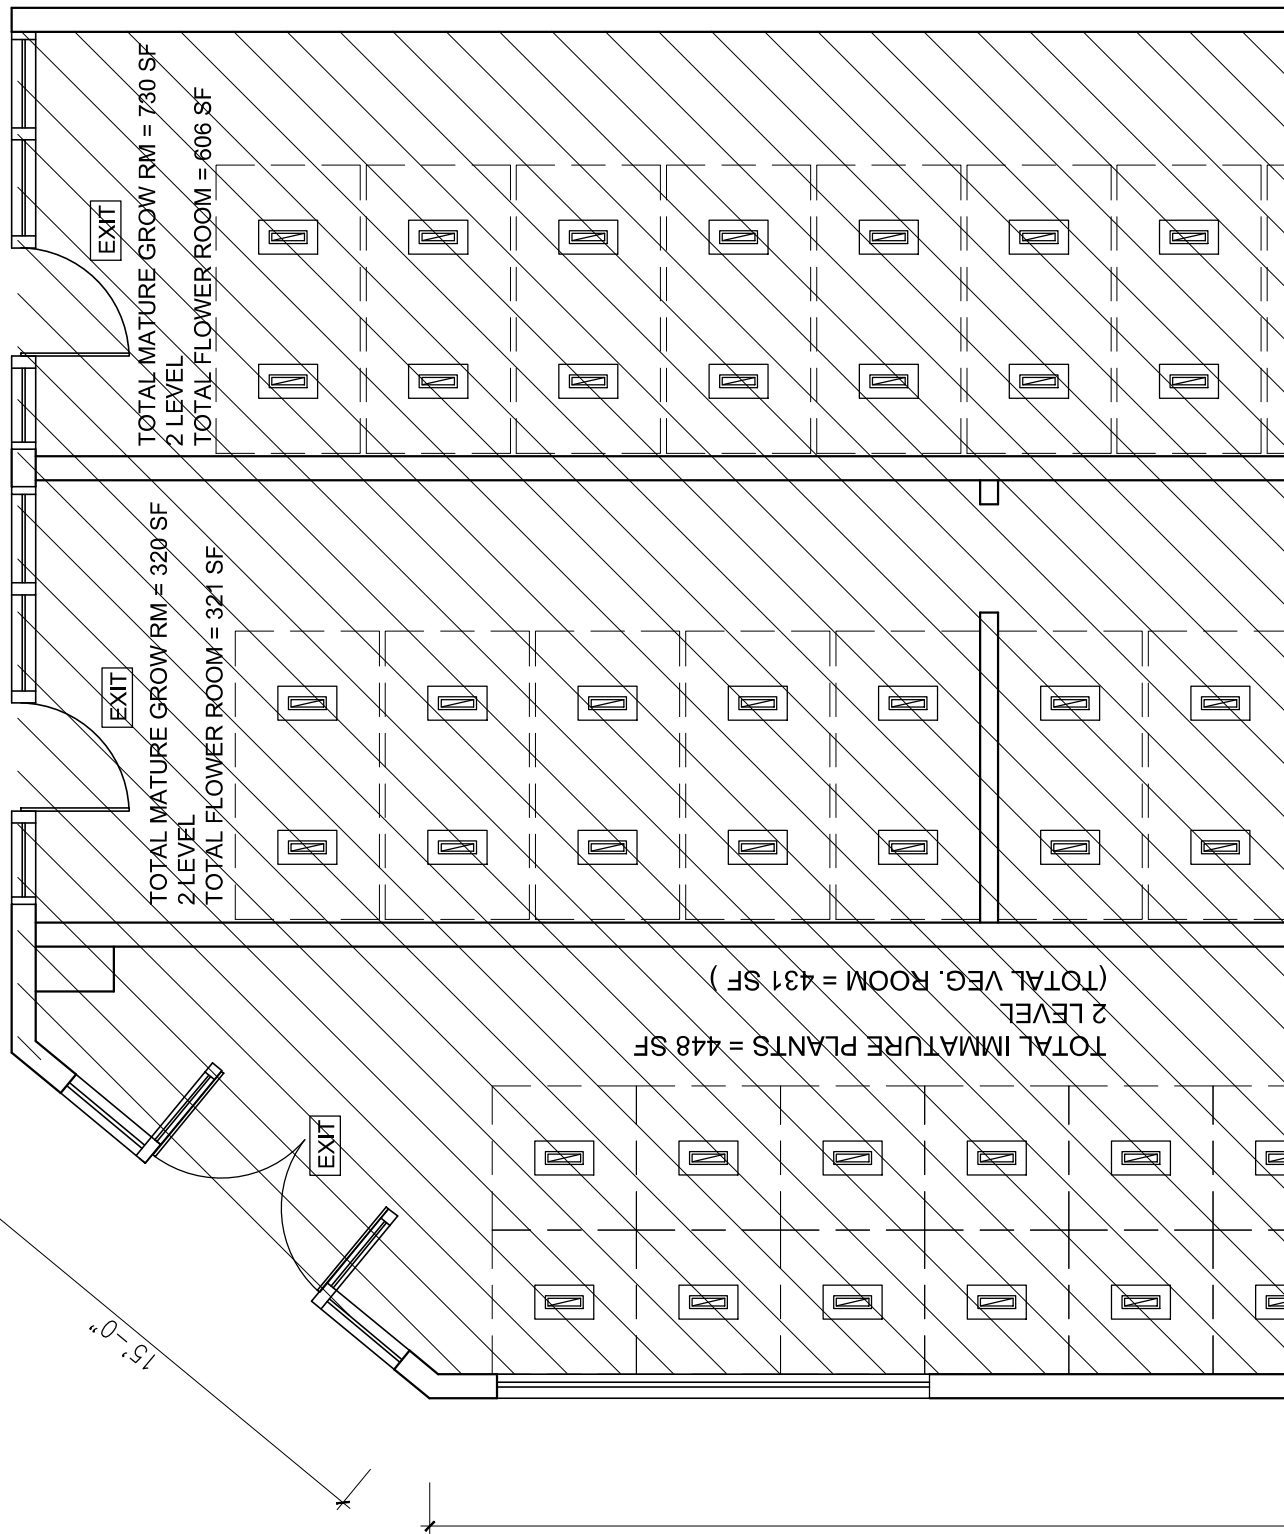 EXIT
TOTAL MATURE GROW RM = 730 SF
2 LEVEL
TOTAL FLOWER ROOM = 606 SF
EXIT
TOTAL MATURE GROW RM = 320 SF
2 LEVEL
TOTAL FLOWER ROOM = 321 SF
TOTAL IMMATURE PLANTS = 448 SF
2 LEVEL
(TOTAL VEG. ROOM = 431 SF )
EXIT
15'-0"